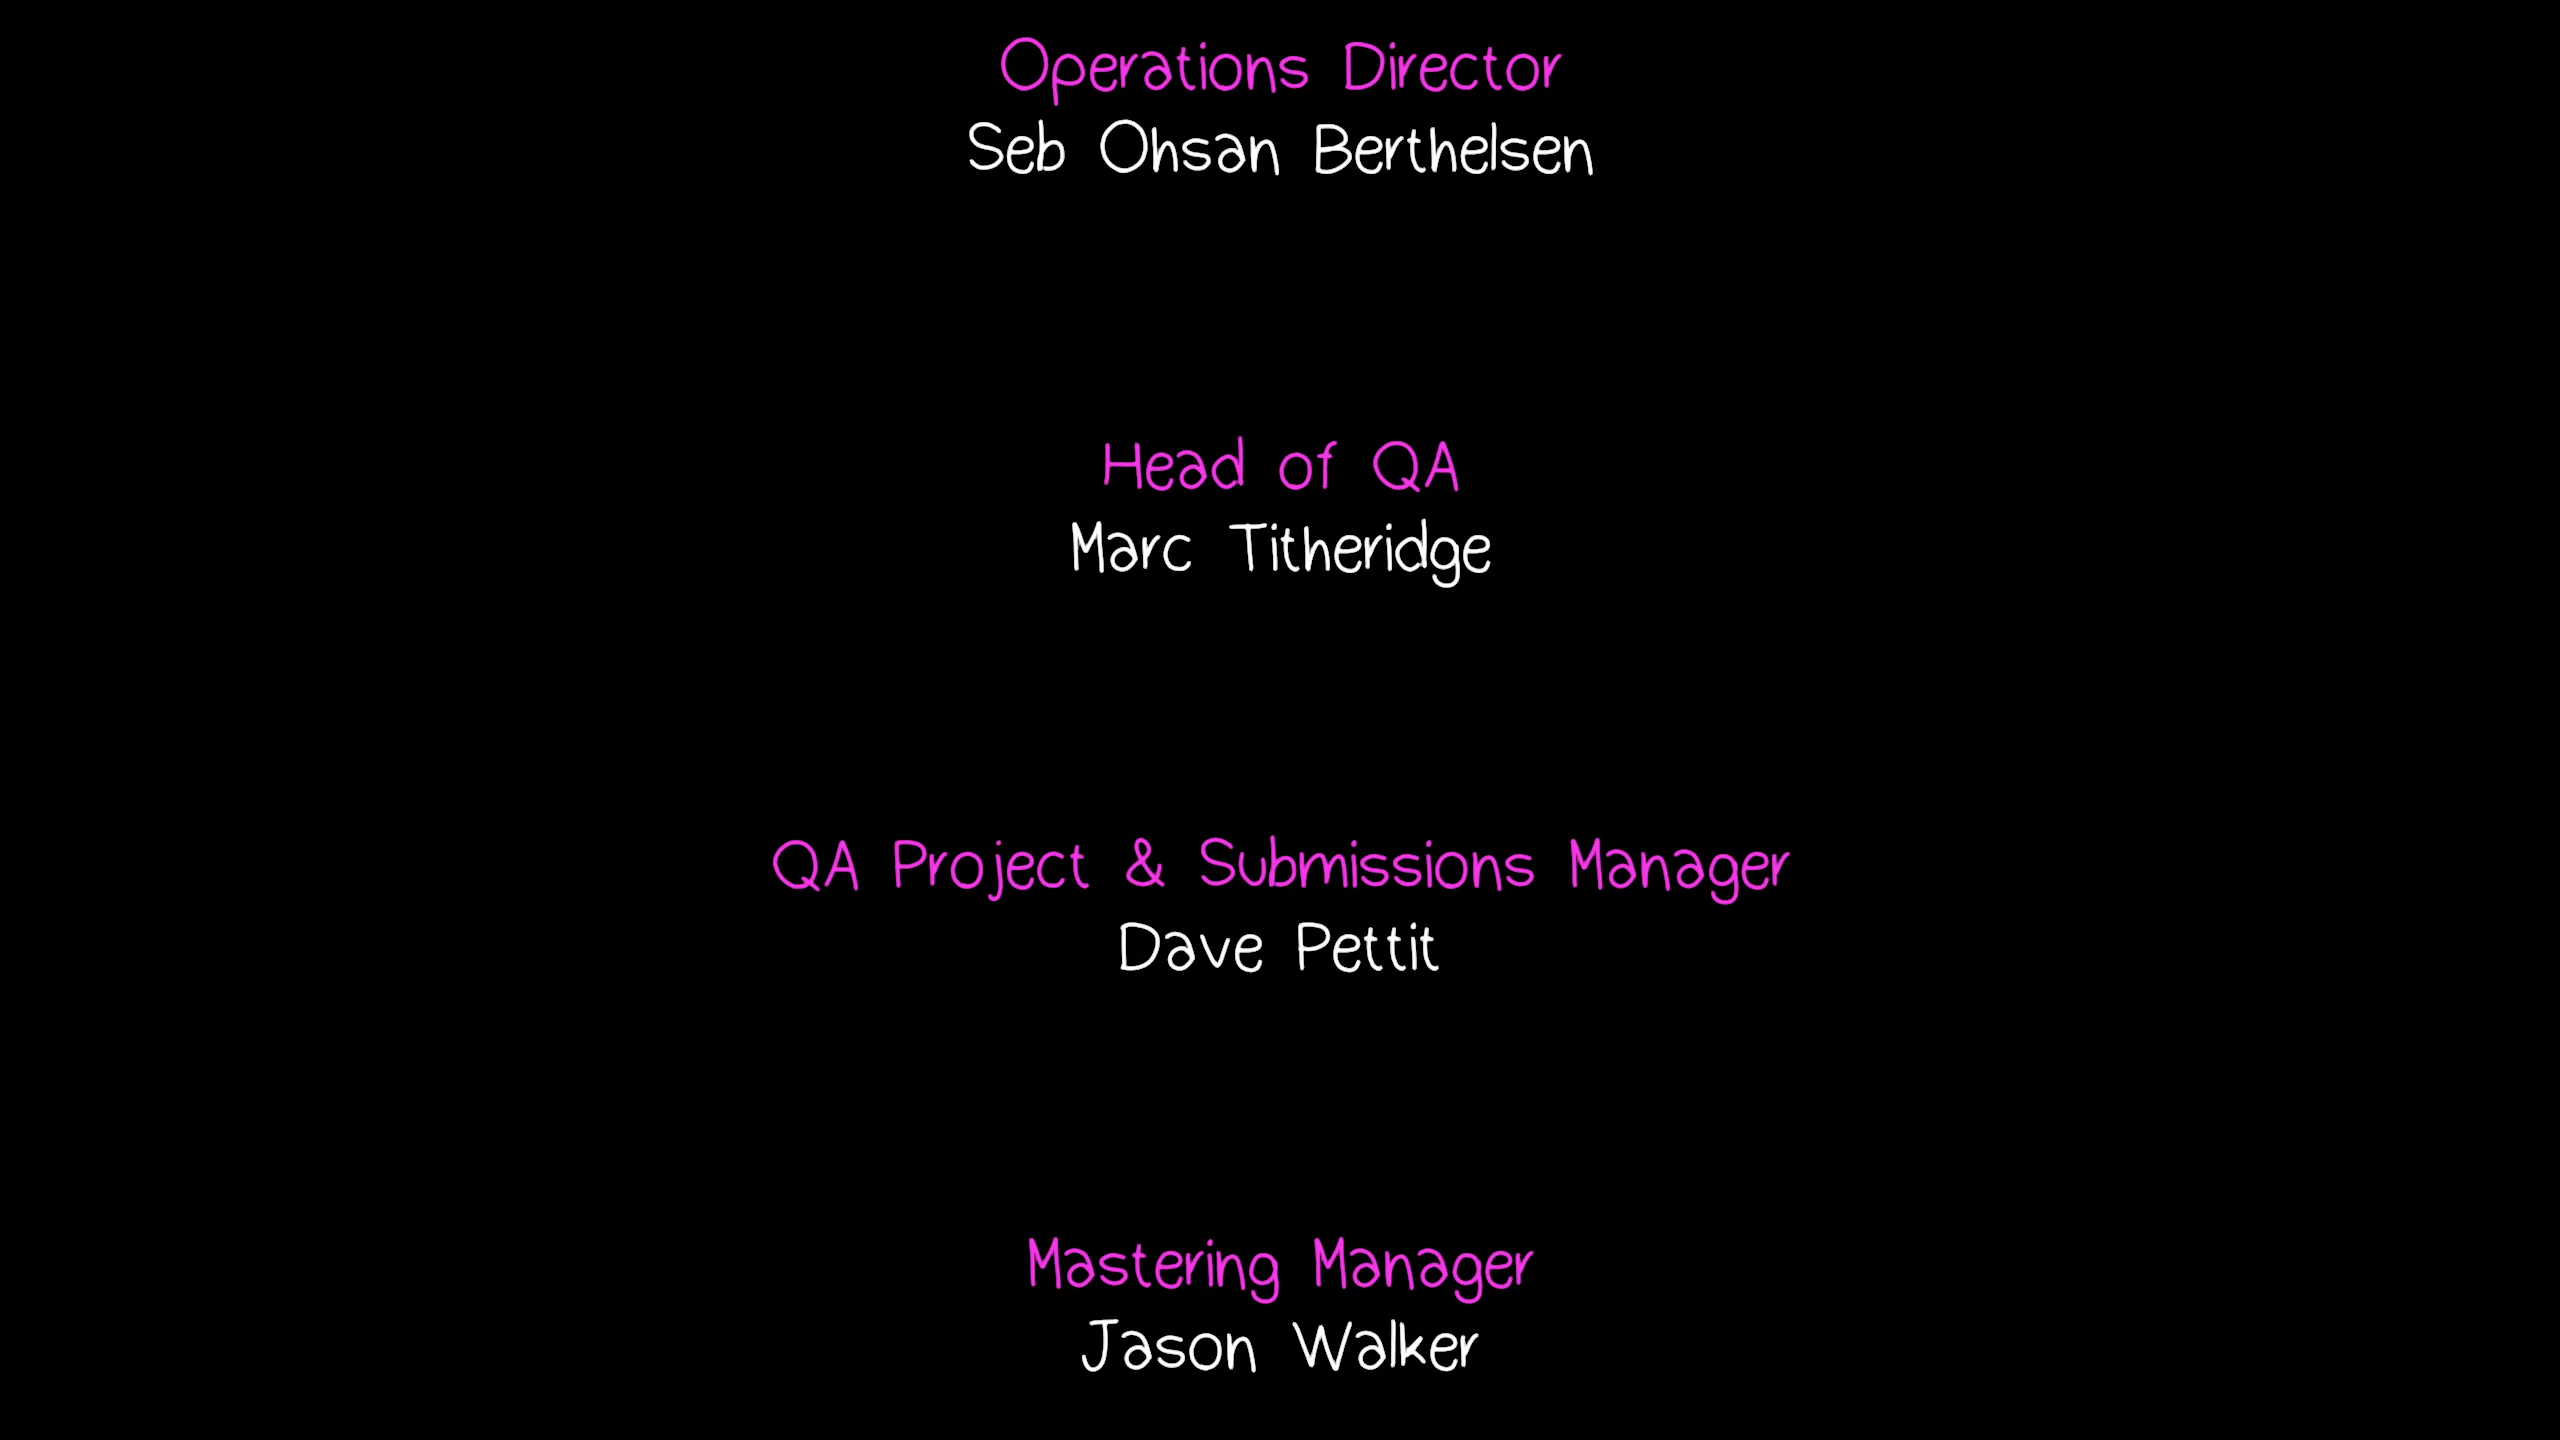 Operations Director
Seb Ohsan Berthelsen
Head of QA
Marc Titheridge
QA Project & Submissions Manager
Dave Pettit
Mastering Manager
Jason Walker